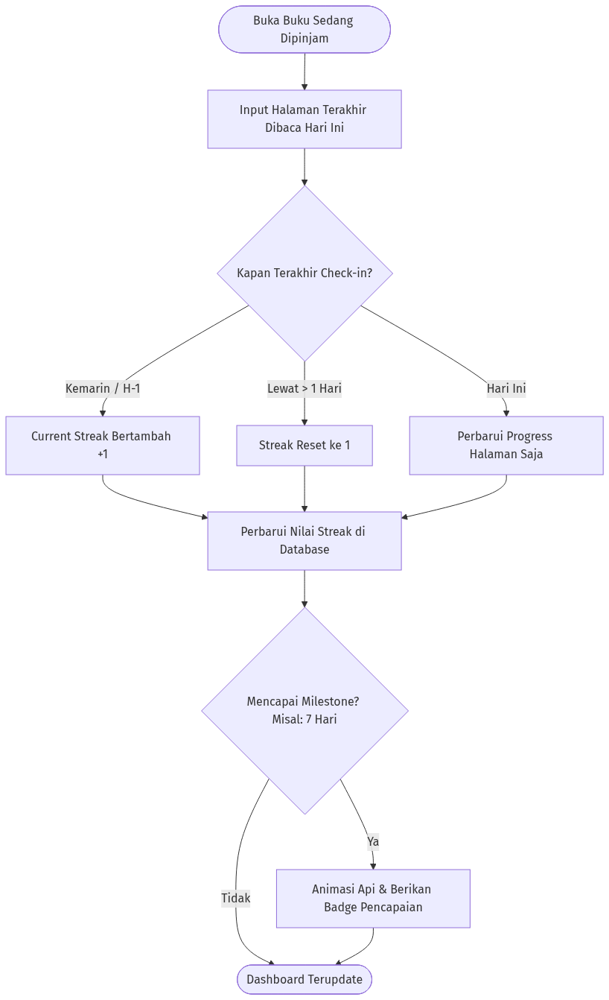 Buka Buku Sedang
Dipinjam
Input Halaman Terakhir
Dibaca Hari Ini
Kapan Terakhir Check-in?
Kemarin / H-1
Lewat > 1 Hari
Hari Ini
Current Streak Bertambah
+1
Streak Reset ke 1
Perbarui Progress
Halaman Saja
Perbarui Nilai Streak di
Database
Mencapai Milestone?
Misal: 7 Hari
Ya
Tidak
Animasi Api & Berikan
Badge Pencapaian
Dashboard Terupdate